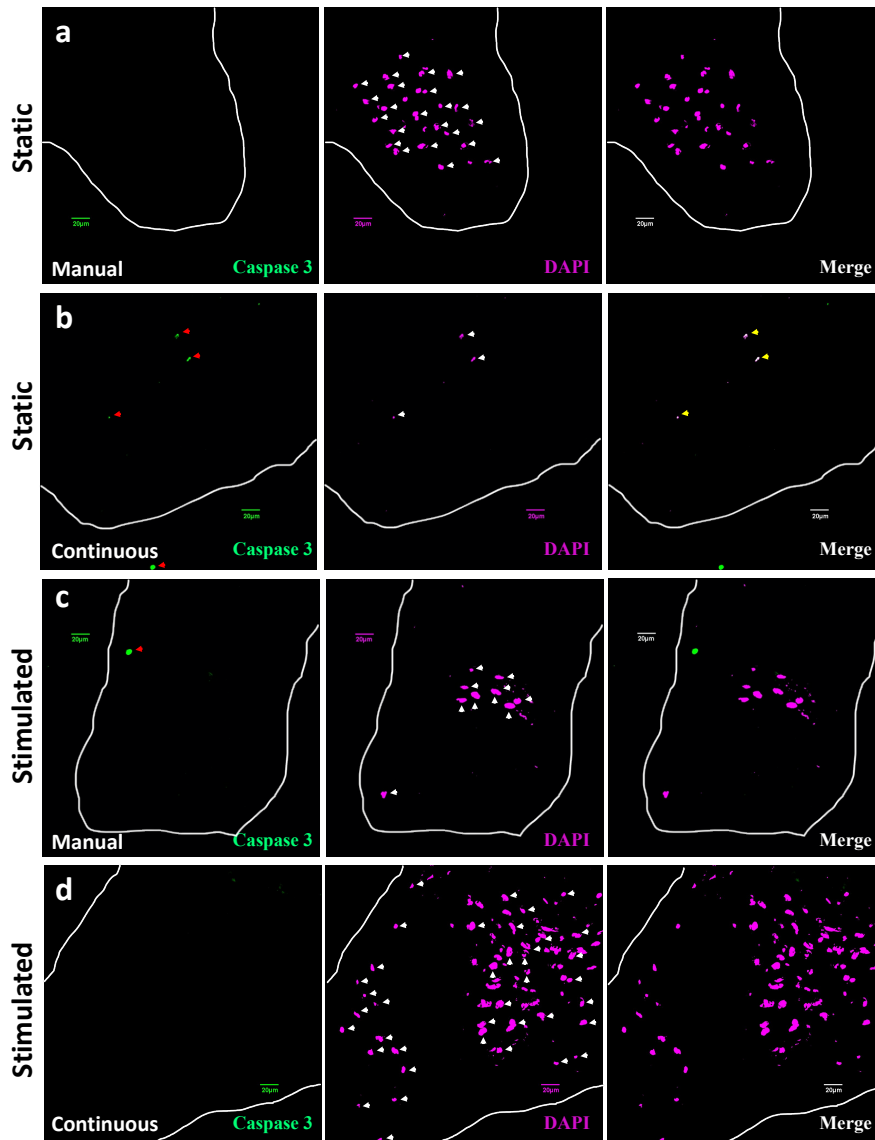 a
Static
20µm
20µm
20µm
Manual
Caspase 3
DAPI
Merge
b
Static
20µm
20µm
20µm
Continuous
Caspase 3
DAPI
Merge
c
Stimulated
20µm
20µm
20µm
Manual
Caspase 3
DAPI
Merge
d
Stimulated
20µm
20µm
20µm
Continuous
Caspase 3
DAPI
Merge